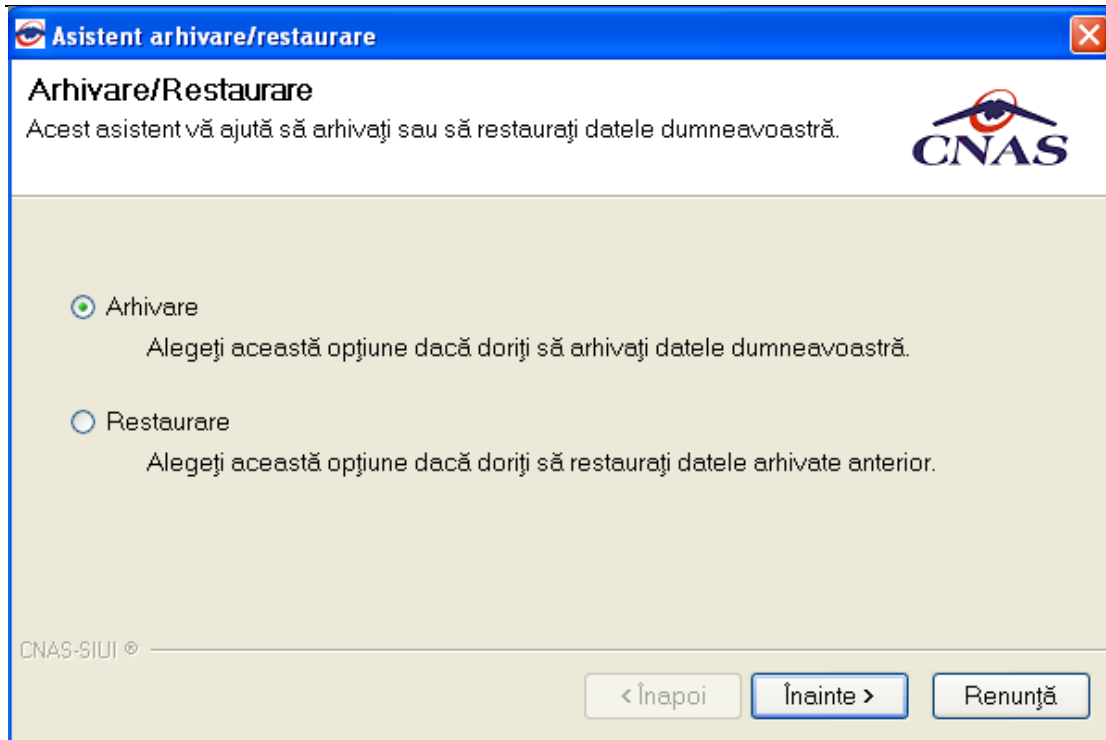 Asistent arhivare/restaurare
Arhivare/Restaurare
Acest asistent vă ajută să arhivaţi sau să restauraţi datele dumneavoastră.
CNAS
Arhivare
Alegeţi această opţiune dacă doriţi să arhivaţi datele dumneavoastră.
Restaurare
Alegeţi această opţiune dacă doriţi să restauraţi datele arhivate anterior.
CNAS-SIUI ®
< Înapoi
Înainte >
Renunţă